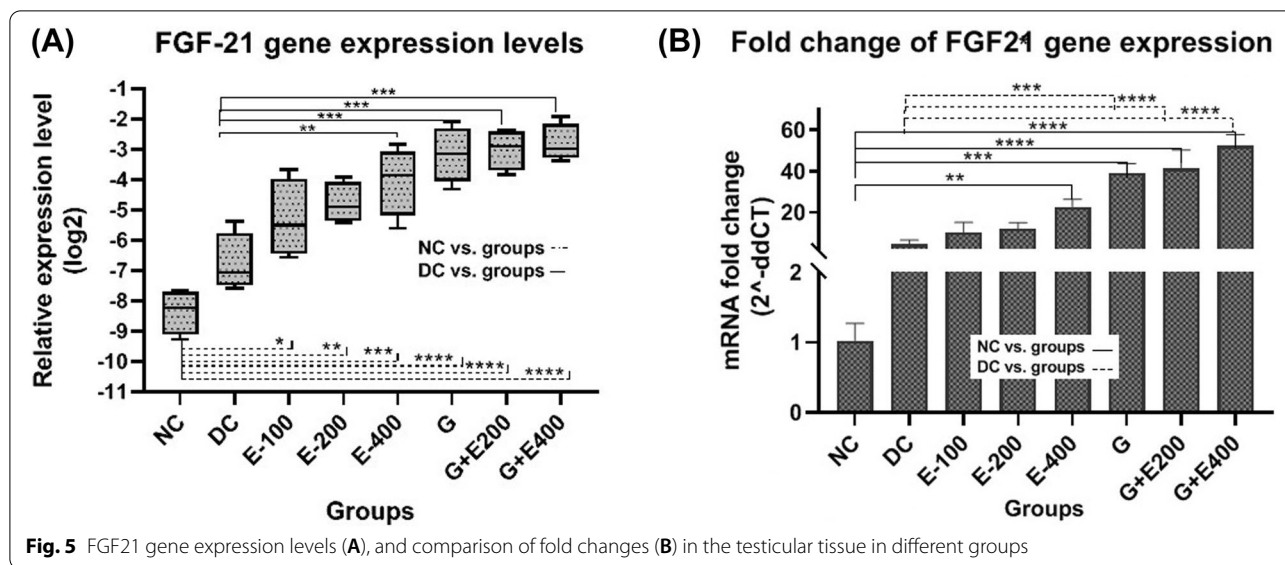 (A)
FGF-21 gene expression levels
Relative expression level
(log2)
-1
-2
-3
-4
-5
-6
-7
-8
-9
-10
-11
***
***
***
**
NC vs. groups
DC vs. groups
*
**
***
****
****
****
NC
DC
E-100
E-200
E-400
G
G+E200
G+E400
Groups
(B)
Fold change of FGF21 gene expression
mRNA fold change
(2^-ddCT)
60
40
20
2
1
0
***
****
****
****
****
***
**
NC vs. groups
DC vs. groups
NC
DC
E-100
E-200
E-400
G
G+E200
G+E400
Groups
Fig. 5 FGF21 gene expression levels (A), and comparison of fold changes (B) in the testicular tissue in different groups